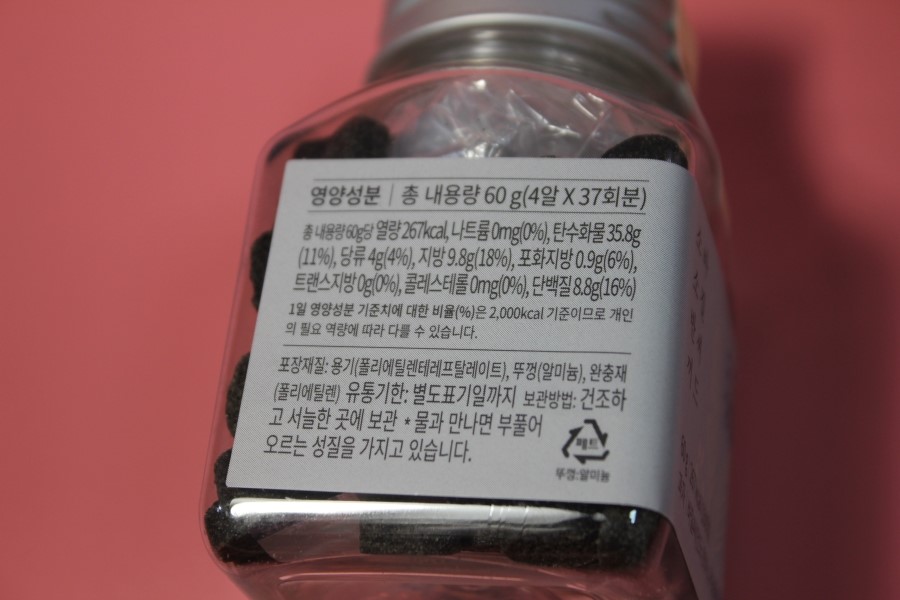 영양성분 | 총 내용량 60 g(4알 X 37회분)
총 내용량 60g당 열량 267kcal, 나트륨 0mg(0%), 탄수화물 35.8g
(11%), 당류 4g(4%), 지방 9.8g(18%), 포화지방 0.9g(6%),
트랜스지방 0g(0%), 콜레스테롤 0mg(0%), 단백질 8.8g(16%)
1일 영양성분 기준치에 대한 비율(%)은 2,000kcal 기준이므로 개인
의 필요 역량에 따라 다를 수 있습니다.
포장재질: 용기(폴리에틸렌테레프탈레이트), 뚜껑(알미늄), 완충재
(폴리에틸렌) 유통기한: 별도표기일까지 보관방법: 건조하
고 서늘한 곳에 보관 * 물과 만나면 부풀어
오르는 성질을 가지고 있습니다.
페트
뚜껑:알미늄